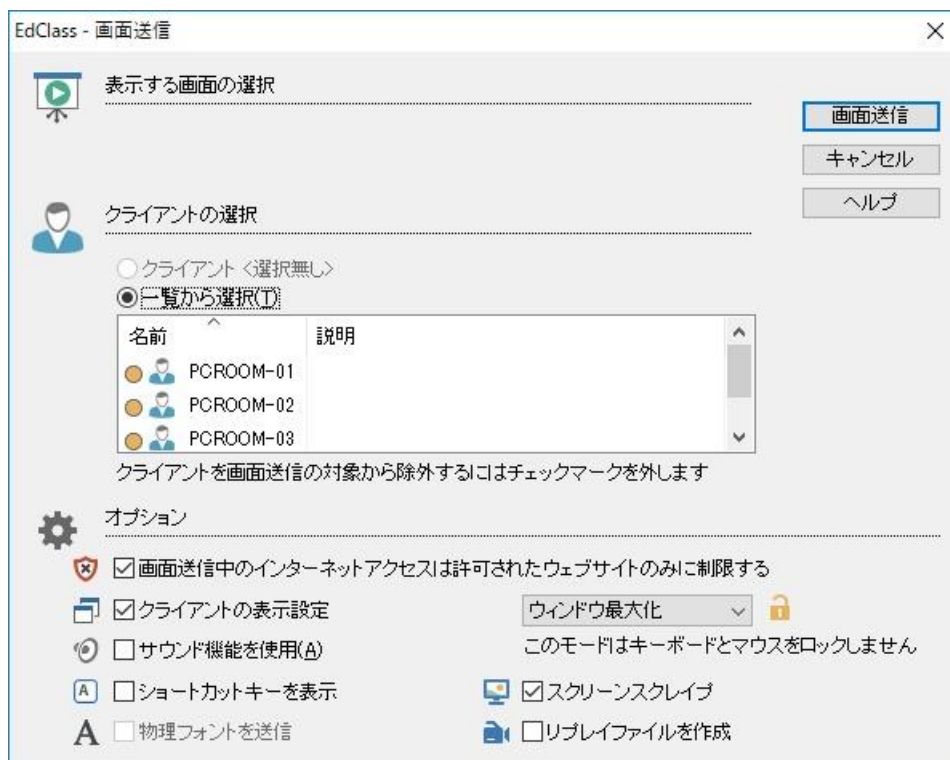 EdClass - 画面送信
表示する画面の選択
画面送信
キャンセル
ヘルプ
クライアントの選択
クライアント <選択無し>
一覧から選択(T)
名前 説明
PCROOM-01
PCROOM-02
PCROOM-03
クライアントを画面送信の対象から除外するにはチェックマークを外します
オプション
画面送信中のインターネットアクセスは許可されたウェブサイトのみに制限する
クライアントの表示設定 ウィンドウ最大化
サウンド機能を使用(A) このモードはキーボードとマウスをロックしません
A ショートカットキーを表示 スクリーンスクレイプ
A 物理フォントを送信 リプレイファイルを作成